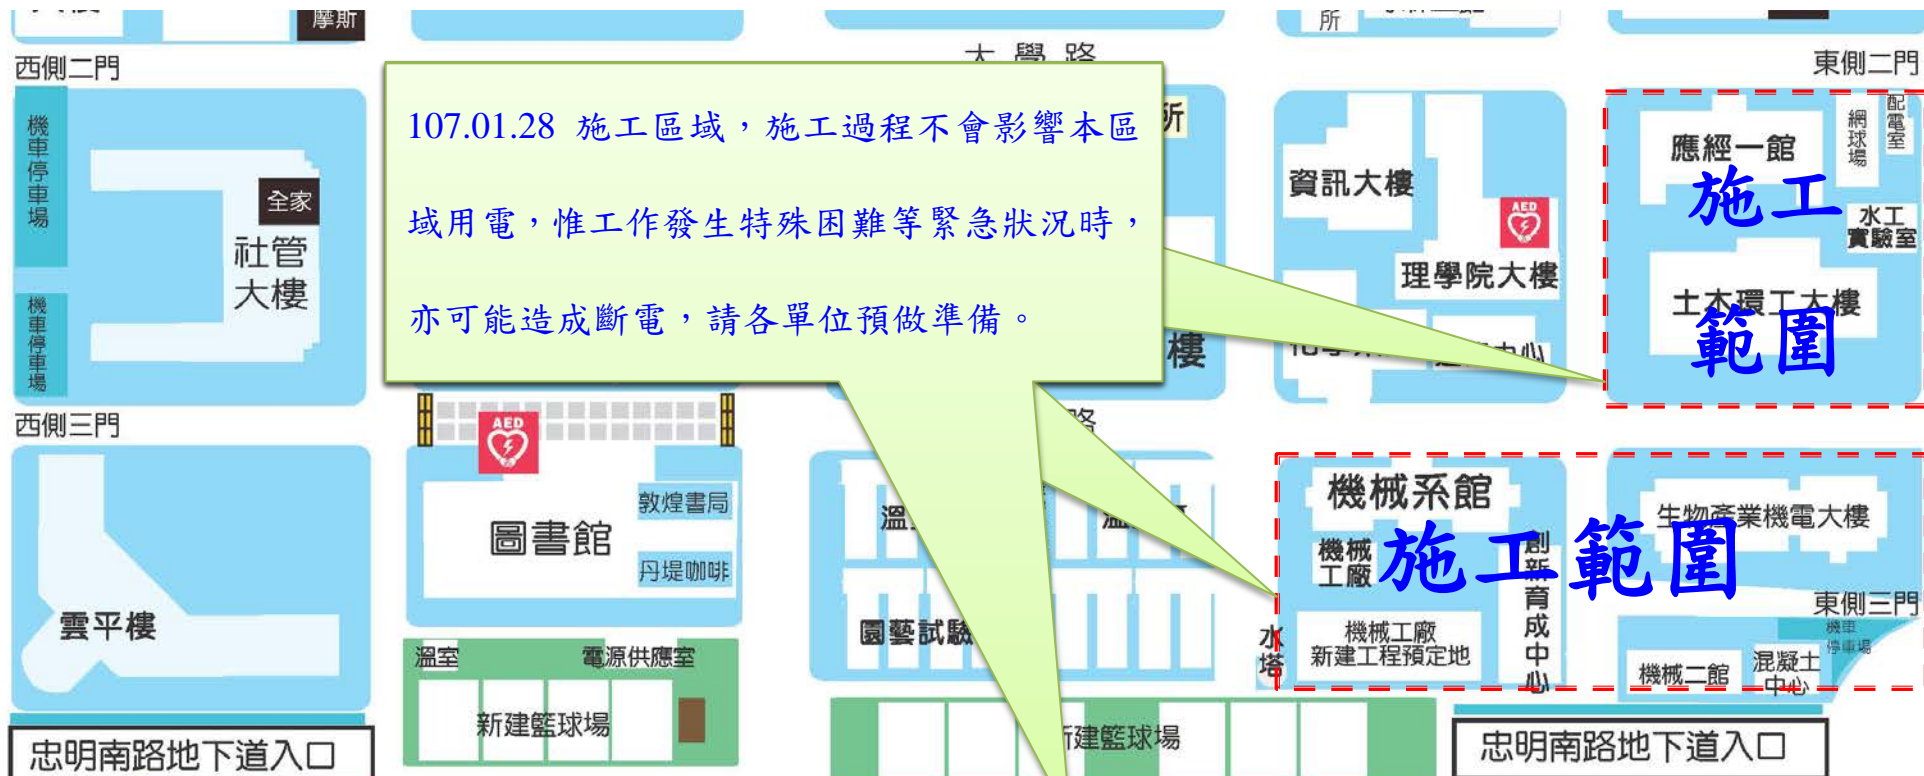 摩斯
所
大學路
西側二門
東側二門
107.01.28 施工區域，施工過程不會影響本區
域用電，惟工作發生特殊困難等緊急狀況時，
亦可能造成斷電，請各單位預做準備。
所
機車停車場
全家
社管
大樓
機車停車場
資訊大樓
AED
理學院大樓
樓
應經一館
網球場
配電室
施工
範圍
水工
實驗室
土木環工大樓
西側三門
路
AED
圖書館
敦煌書局
丹堤咖啡
雲平樓
溫
園藝試驗
機械系館
機械
工廠
創新育成中心
施工範圍
生物產業機電大樓
東側三門
機車
停車場
水塔
機械工廠
新建工程預定地
機械二館
混凝土
中心
溫室
電源供應室
新建籃球場
建籃球場
忠明南路地下道入口
忠明南路地下道入口